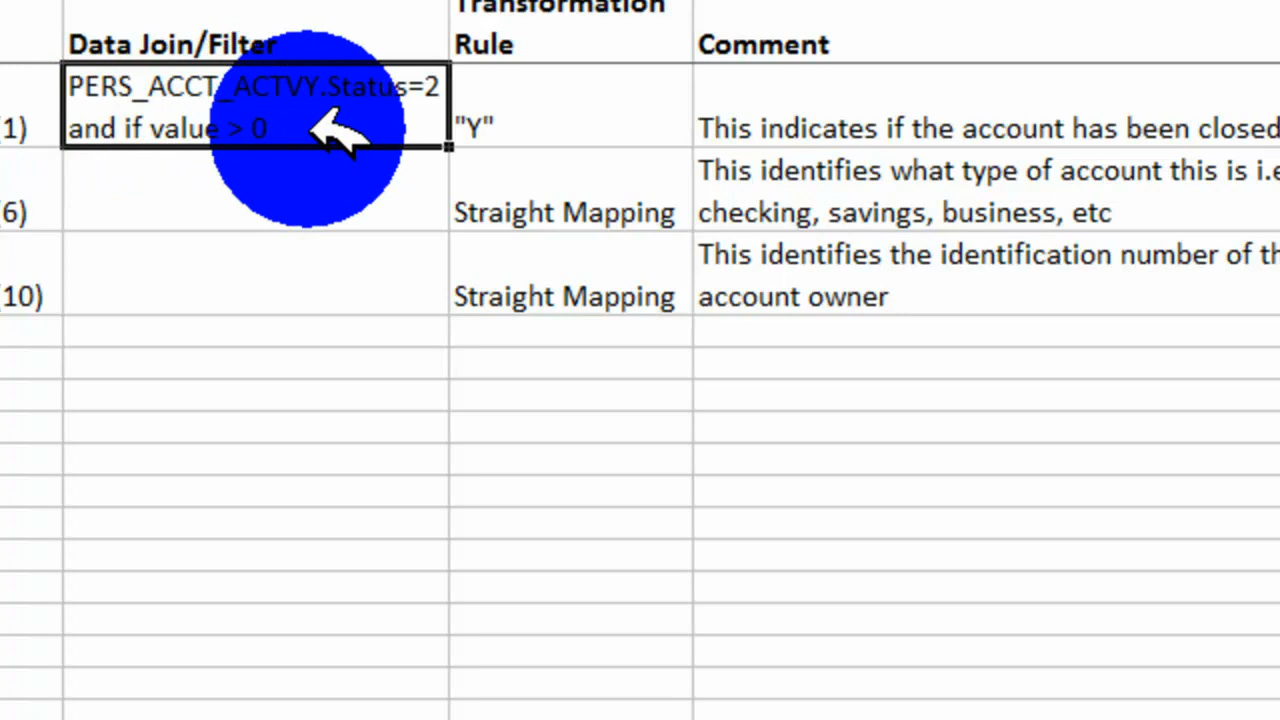 Transformation
Data Join/Filter Rule Comment
PERS_ACCT_ACTVY.Status=2
(1) and if value > 0 "Y" This indicates if the account has been closed
This identifies what type of account this is i.e
(6) Straight Mapping checking, savings, business, etc
This identifies the identification number of th
(10) Straight Mapping account owner